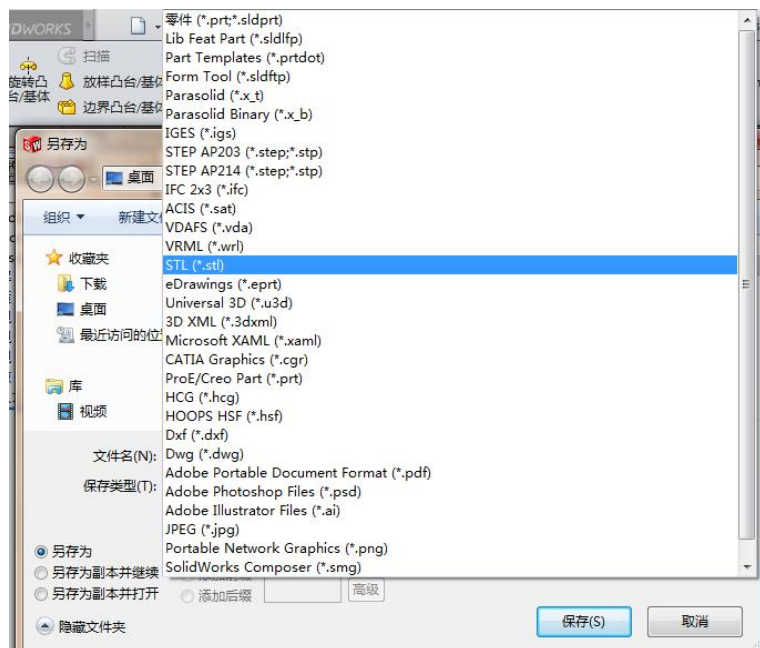 DWORKS
扫描
旋转凸
台/基体
放样凸台/基体
边界凸台/基体
零件 (*.prt;*.sldprt)
Lib Feat Part (*.sldlfp)
Part Templates (*.prtdot)
Form Tool (*.sldftp)
Parasolid (*.x_t)
Parasolid Binary (*.x_b)
IGES (*.igs)
STEP AP203 (*.step;*.stp)
STEP AP214 (*.step;*.stp)
IFC 2x3 (*.ifc)
ACIS (*.sat)
VDAFS (*.vda)
VRML (*.wrl)
STL (*.stl)
eDrawings (*.eprt)
Universal 3D (*.u3d)
3D XML (*.3dxml)
Microsoft XAML (*.xaml)
CATIA Graphics (*.cgr)
ProE/Creo Part (*.prt)
HCG (*.hcg)
HOOPS HSF (*.hsf)
Dxf (*.dxf)
Dwg (*.dwg)
Adobe Portable Document Format (*.pdf)
Adobe Photoshop Files (*.psd)
Adobe Illustrator Files (*.ai)
JPEG (*.jpg)
Portable Network Graphics (*.png)
SolidWorks Composer (*.smg)
另存为
桌面
组织 新建文件
收藏夹
下载
桌面
最近访问的位置
库
视频
文件名(N):
保存类型(T):
另存为
另存为副本并继续
另存为副本并打开
添加后缀
高级
隐藏文件夹
保存(S)
取消